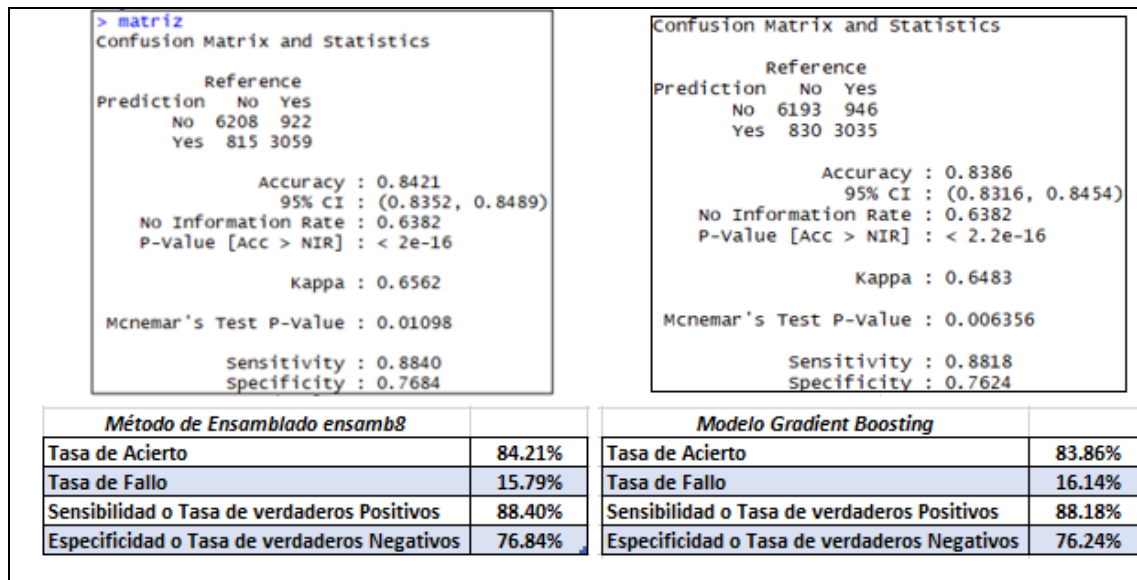 > matriz
Confusion Matrix and Statistics
Reference
Prediction No Yes
No 6208 922
Yes 815 3059
Accuracy : 0.8421
95% CI : (0.8352, 0.8489)
No Information Rate : 0.6382
P-Value [Acc > NIR] : < 2e-16
Kappa : 0.6562
Mcnemar's Test P-Value : 0.01098
Sensitivity : 0.8840
Specificity : 0.7684
Confusion Matrix and Statistics
Reference
Prediction No Yes
No 6193 946
Yes 830 3035
Accuracy : 0.8386
95% CI : (0.8316, 0.8454)
No Information Rate : 0.6382
P-Value [Acc > NIR] : < 2.2e-16
Kappa : 0.6483
Mcnemar's Test P-Value : 0.006356
Sensitivity : 0.8818
Specificity : 0.7624
Método de Ensamblado ensamb8
Tasa de Acierto 84.21%
Tasa de Fallo 15.79%
Sensibilidad o Tasa de verdaderos Positivos 88.40%
Especificidad o Tasa de verdaderos Negativos 76.84%
Modelo Gradient Boosting
Tasa de Acierto 83.86%
Tasa de Fallo 16.14%
Sensibilidad o Tasa de verdaderos Positivos 88.18%
Especificidad o Tasa de verdaderos Negativos 76.24%